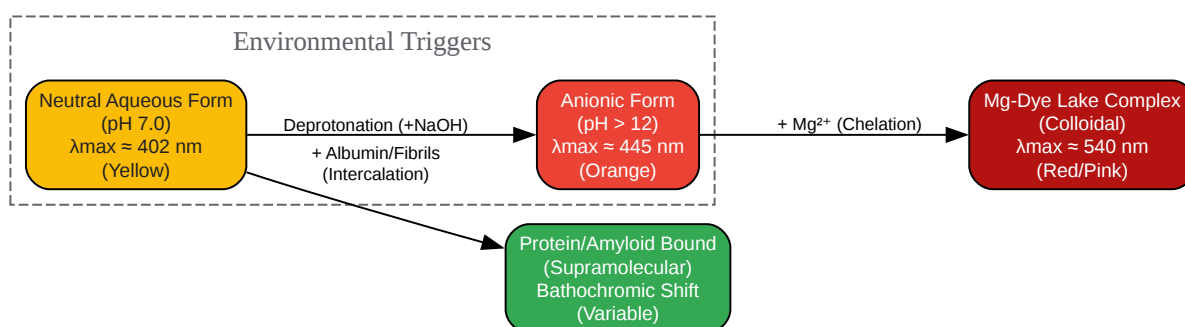 Environmental Triggers
Neutral Aqueous Form
(pH 7.0)
λmax ≈ 402 nm
(Yellow)
Deprotonation (+NaOH)
+ Albumin/Fibrils
(Intercalation)
Anionic Form
(pH > 12)
λmax ≈ 445 nm
(Orange)
+ Mg²⁺ (Chelation)
Mg-Dye Lake Complex
(Colloidal)
λmax ≈ 540 nm
(Red/Pink)
Protein/Amyloid Bound
(Supramolecular)
Bathochromic Shift
(Variable)